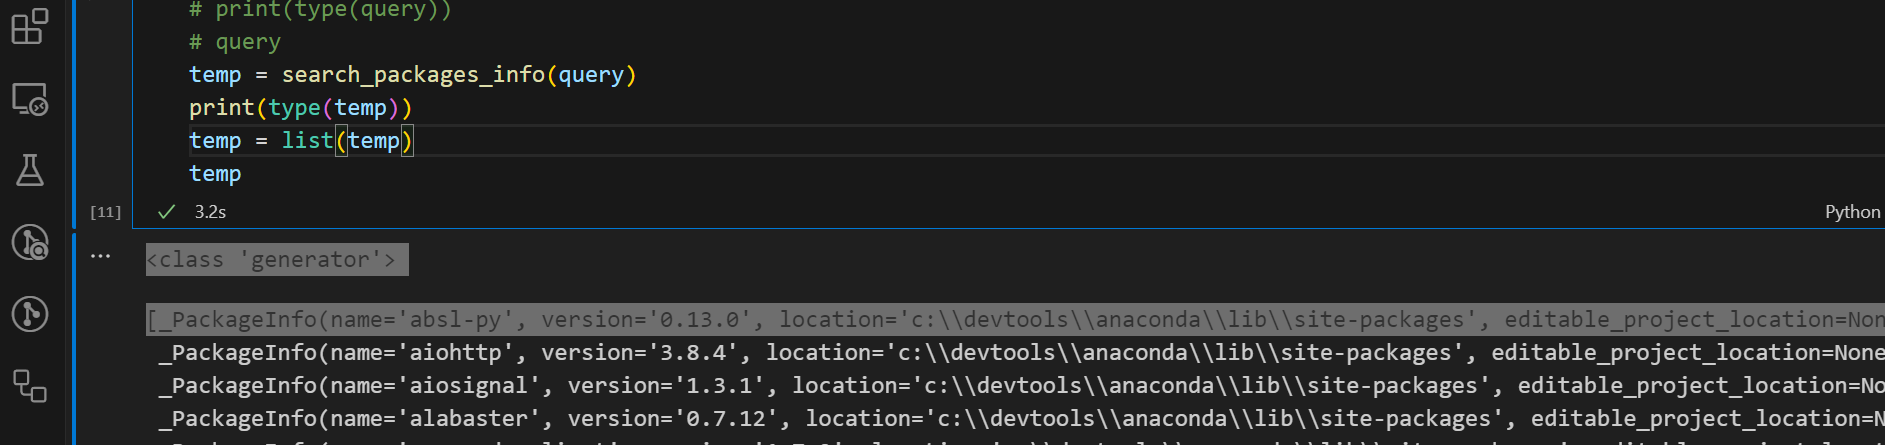 # print(type(query))
# query
temp = search_packages_info(query)
print(type(temp))
temp = list(temp)
temp
[11] 3.2s Python
<class 'generator'>
[_PackageInfo(name='absl-py', version='0.13.0', location='c:\\devtools\\anaconda\\lib\\site-packages', editable_project_location=Non
_PackageInfo(name='aiohttp', version='3.8.4', location='c:\\devtools\\anaconda\\lib\\site-packages', editable_project_location=None
_PackageInfo(name='aiosignal', version='1.3.1', location='c:\\devtools\\anaconda\\lib\\site-packages', editable_project_location=No
_PackageInfo(name='alabaster', version='0.7.12', location='c:\\devtools\\anaconda\\lib\\site-packages', editable_project_location=N